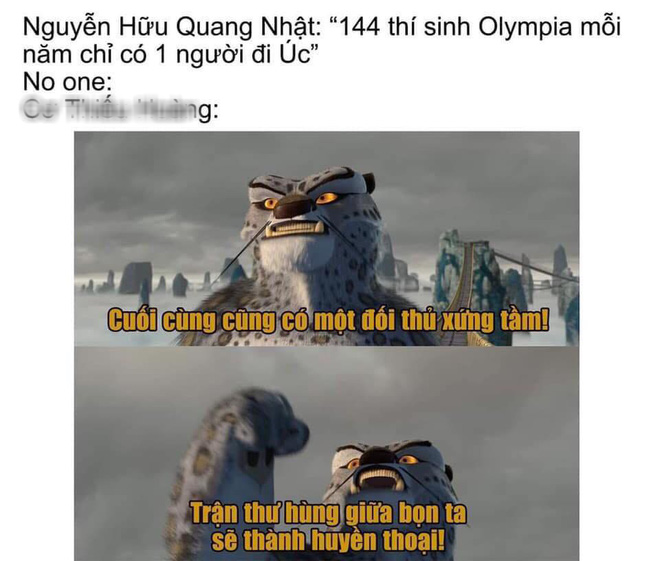 Nguyễn Hữu Quang Nhật: “144 thí sinh Olympia mỗi
năm chỉ có 1 người đi Úc”
No one:
Cuối cùng cũng có một đối thủ xứng tầm!
Trận thư hùng giữa bọn ta
sẽ thành huyền thoại!